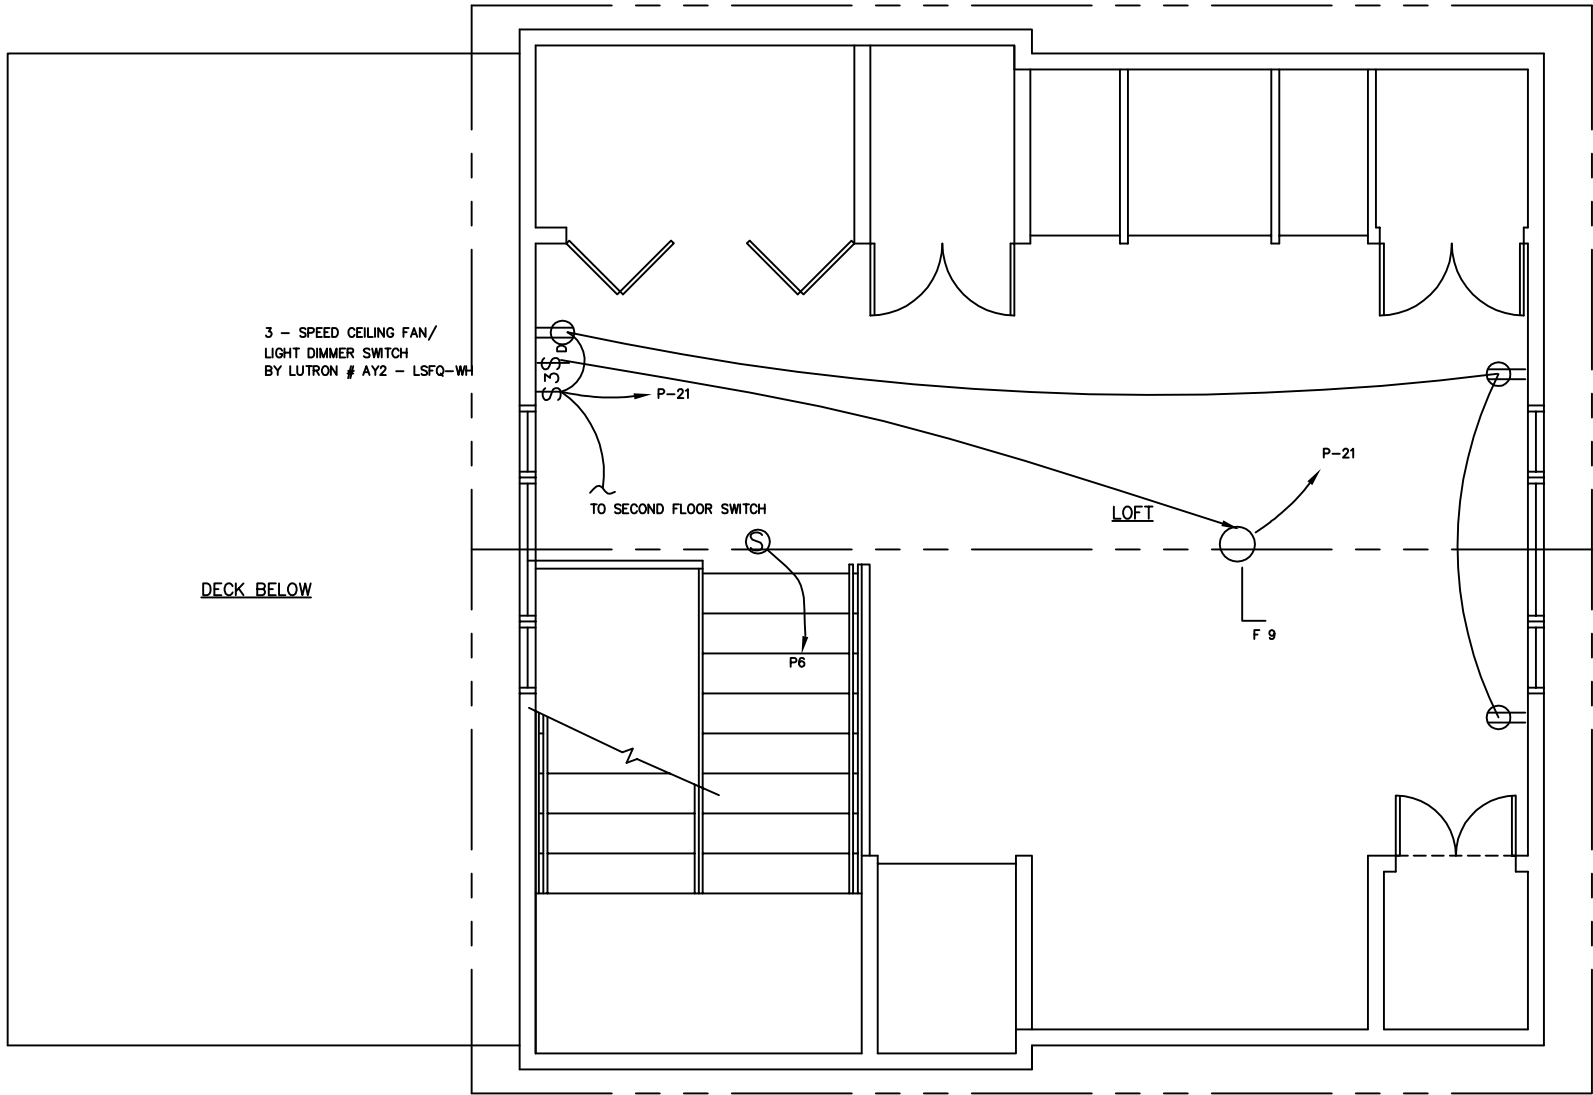 3 - SPEED CEILING FAN/
LIGHT DIMMER SWITCH
BY LUTRON # AY2 - LSFQ-WH
S3S D
P-21
TO SECOND FLOOR SWITCH
S
P6
LOFT
P-21
F 9
DECK BELOW